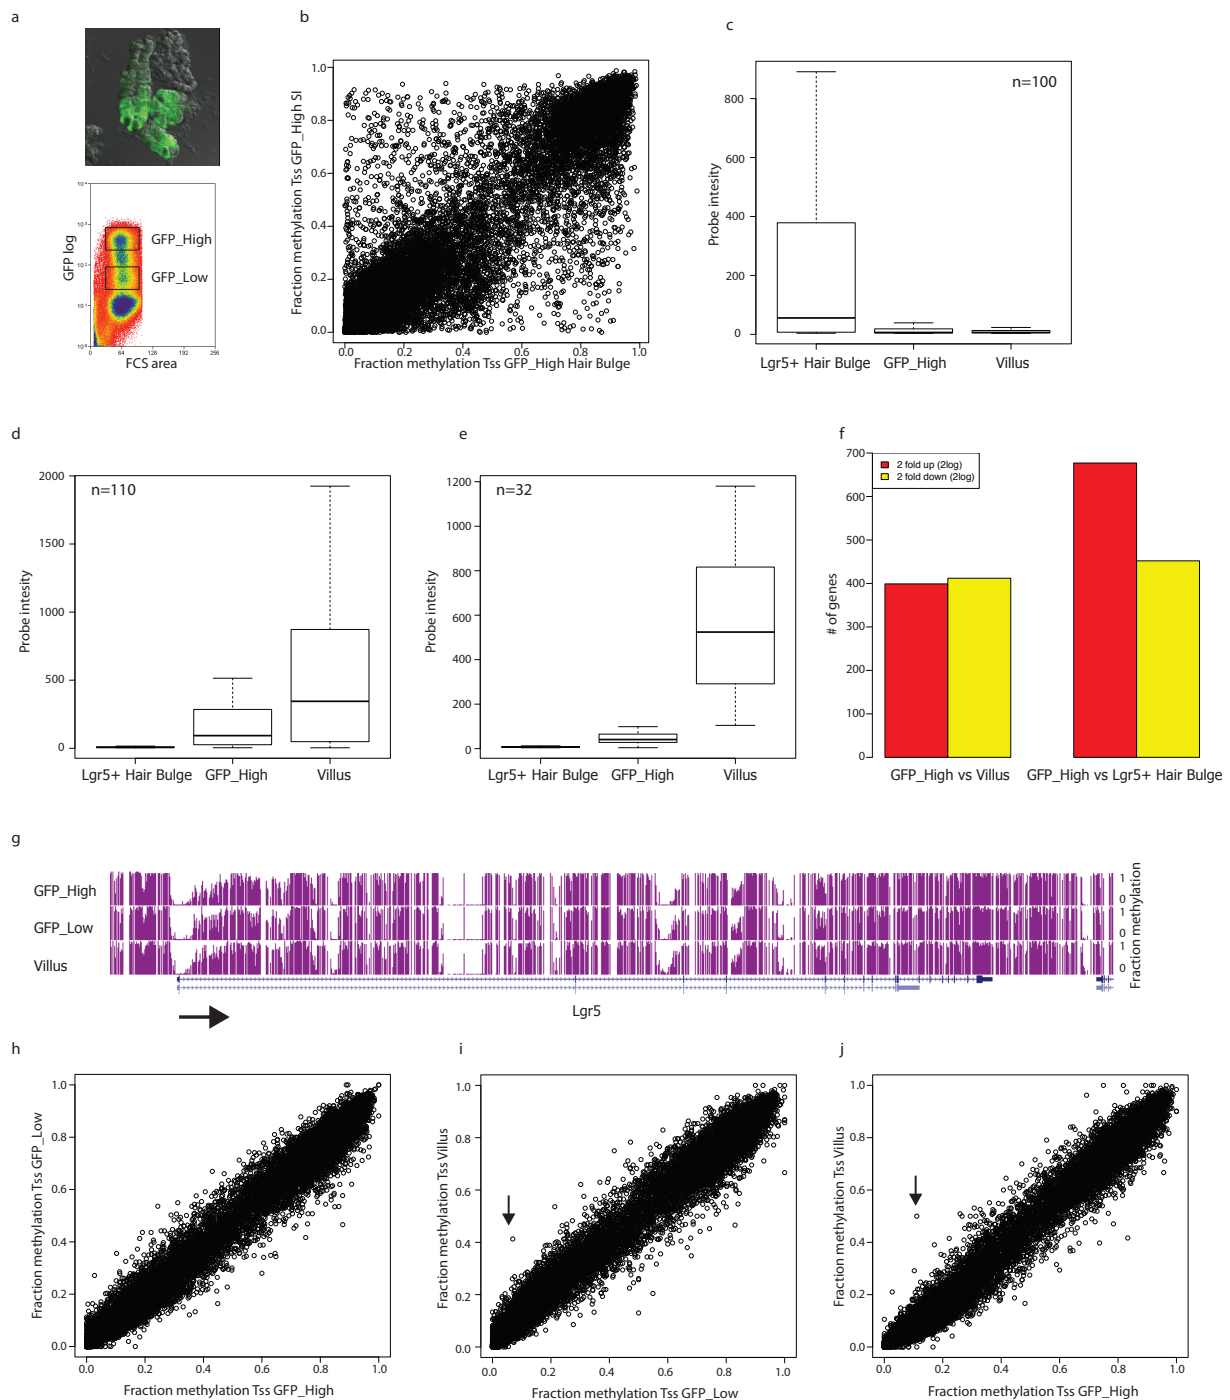 a
GFP log
10⁴
10³
10²
10¹
10⁰
GFP_High
GFP_Low
0 64 128 192 256
FCS area
b
Fraction methylation Tss GFP_High SI
1.0
0.8
0.6
0.4
0.2
0.0
0.0 0.2 0.4 0.6 0.8 1.0
Fraction methylation Tss GFP_High Hair Bulge
c
n=100
Probe intesity
800
600
400
200
0
Lgr5+ Hair Bulge GFP_High Villus
d
n=110
Probe intesity
2000
1500
1000
500
0
Lgr5+ Hair Bulge GFP_High Villus
e
n=32
Probe intesity
1200
1000
800
600
400
200
0
Lgr5+ Hair Bulge GFP_High Villus
f
2 fold up (2log)
2 fold down (2log)
# of genes
700
600
500
400
300
200
100
0
GFP_High vs Villus GFP_High vs Lgr5+ Hair Bulge
g
GFP_High
GFP_Low
Villus
1
0
1
0
1
0
Fraction methylation
Lgr5
h
Fraction methylation Tss GFP_Low
1.0
0.8
0.6
0.4
0.2
0.0
0.0 0.2 0.4 0.6 0.8 1.0
Fraction methylation Tss GFP_High
i
Fraction methylation Tss Villus
1.0
0.8
0.6
0.4
0.2
0.0
0.0 0.2 0.4 0.6 0.8 1.0
Fraction methylation Tss GFP_Low
j
Fraction methylation Tss Villus
1.0
0.8
0.6
0.4
0.2
0.0
0.0 0.2 0.4 0.6 0.8 1.0
Fraction methylation Tss GFP_High